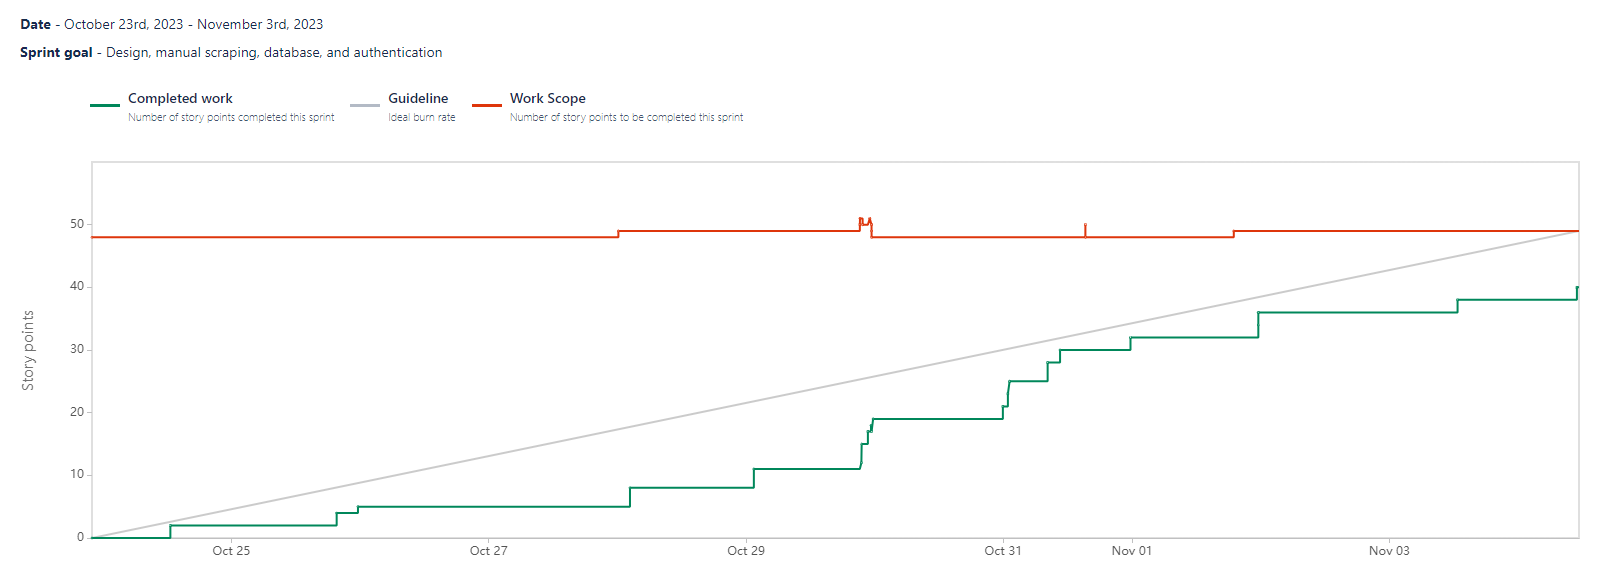 Date - October 23rd, 2023 - November 3rd, 2023
Sprint goal - Design, manual scraping, database, and authentication
Completed work
Number of story points completed this sprint
Guideline
Ideal burn rate
Work Scope
Number of story points to be completed this sprint
Story points
50
40
30
20
10
0
Oct 25
Oct 27
Oct 29
Oct 31
Nov 01
Nov 03